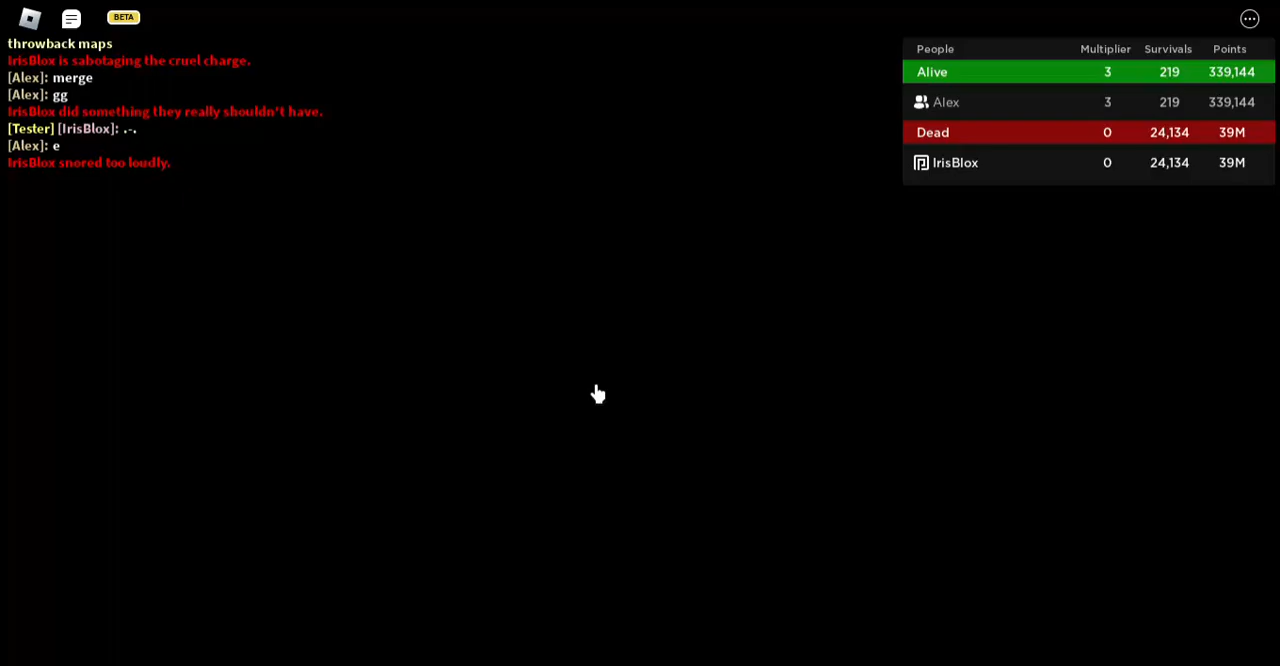 BETA
throwback maps
IrisBlox is sabotaging the cruel charge.
[Alex]: merge
[Alex]: gg
IrisBlox did something they really shouldn't have.
[Tester] [IrisBlox]: .-.
[Alex]: e
IrisBlox snored too loudly.
People Multiplier Survivals Points
Alive 3 219 339,144
Alex 3 219 339,144
Dead 0 24,134 39M
IrisBlox 0 24,134 39M